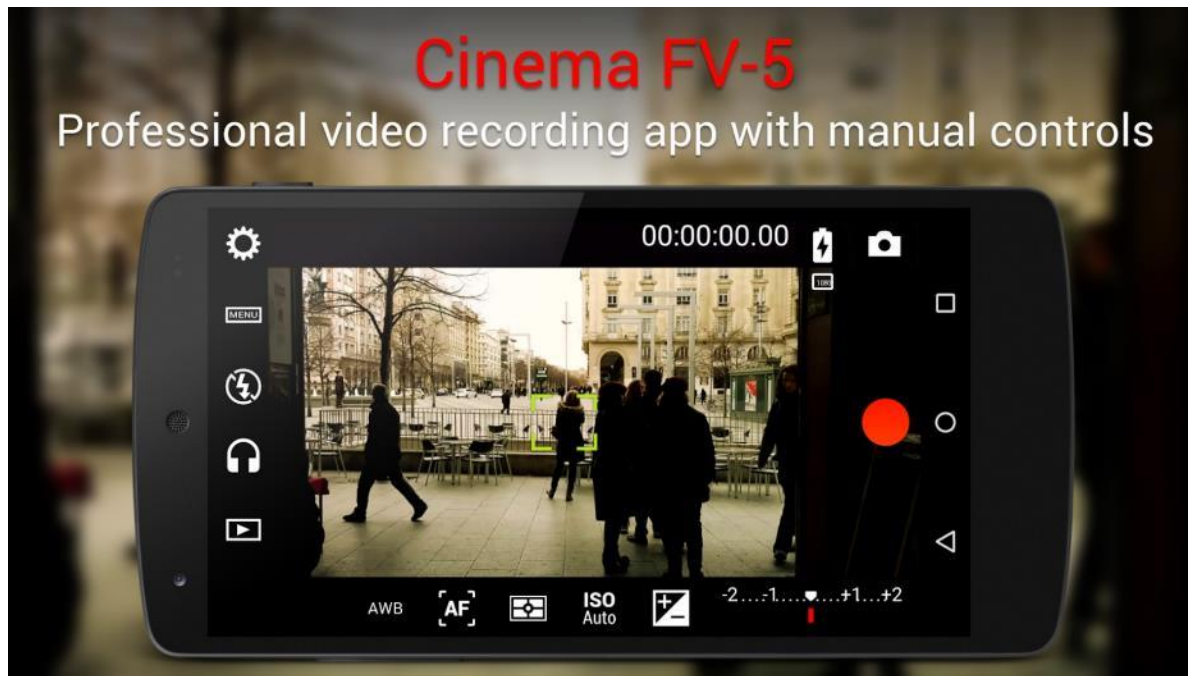 Cinema FV-5
Professional video recording app with manual controls
00:00:00.00
1080
MENU
AWB
AF
ISO
Auto
-2....-1.....▾....+1...+2